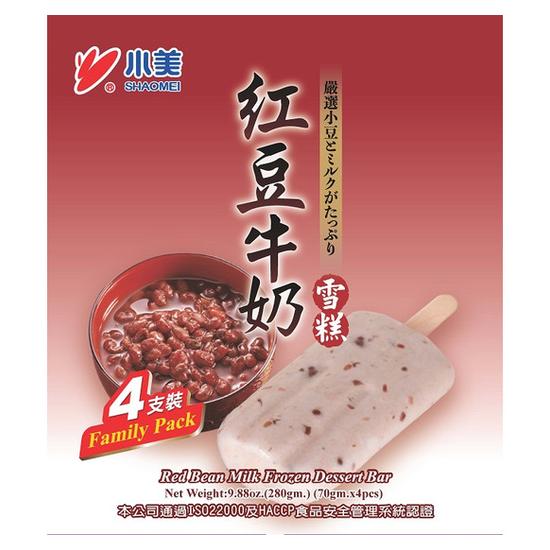 小美
SHAOMEI
®
嚴選小豆とミルクがたっぷり
紅豆牛奶
雪糕
4支裝
Family Pack
Red Bean Milk Frozen Dessert Bar
Net Weight:9.88oz.(280gm.) (70gm.x4pcs)
本公司通過ISO22000及HACCP食品安全管理系統認證